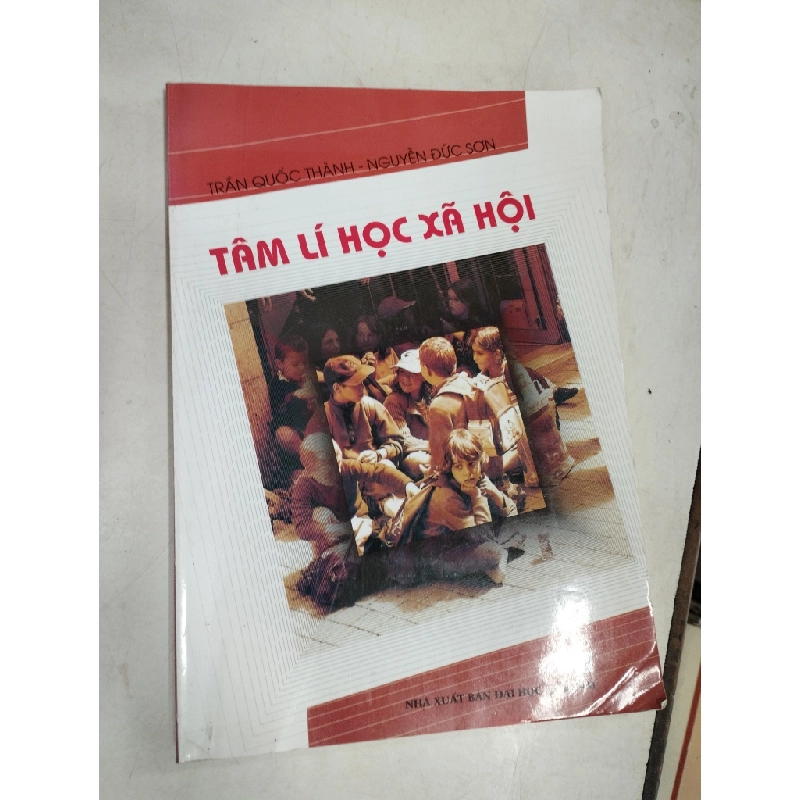 TRẦN QUỐC THÀNH - NGUYỄN ĐỨC SƠN
TÂM LÍ HỌC XÃ HỘI
NHÀ XUẤT BẢN ĐẠI HỌC